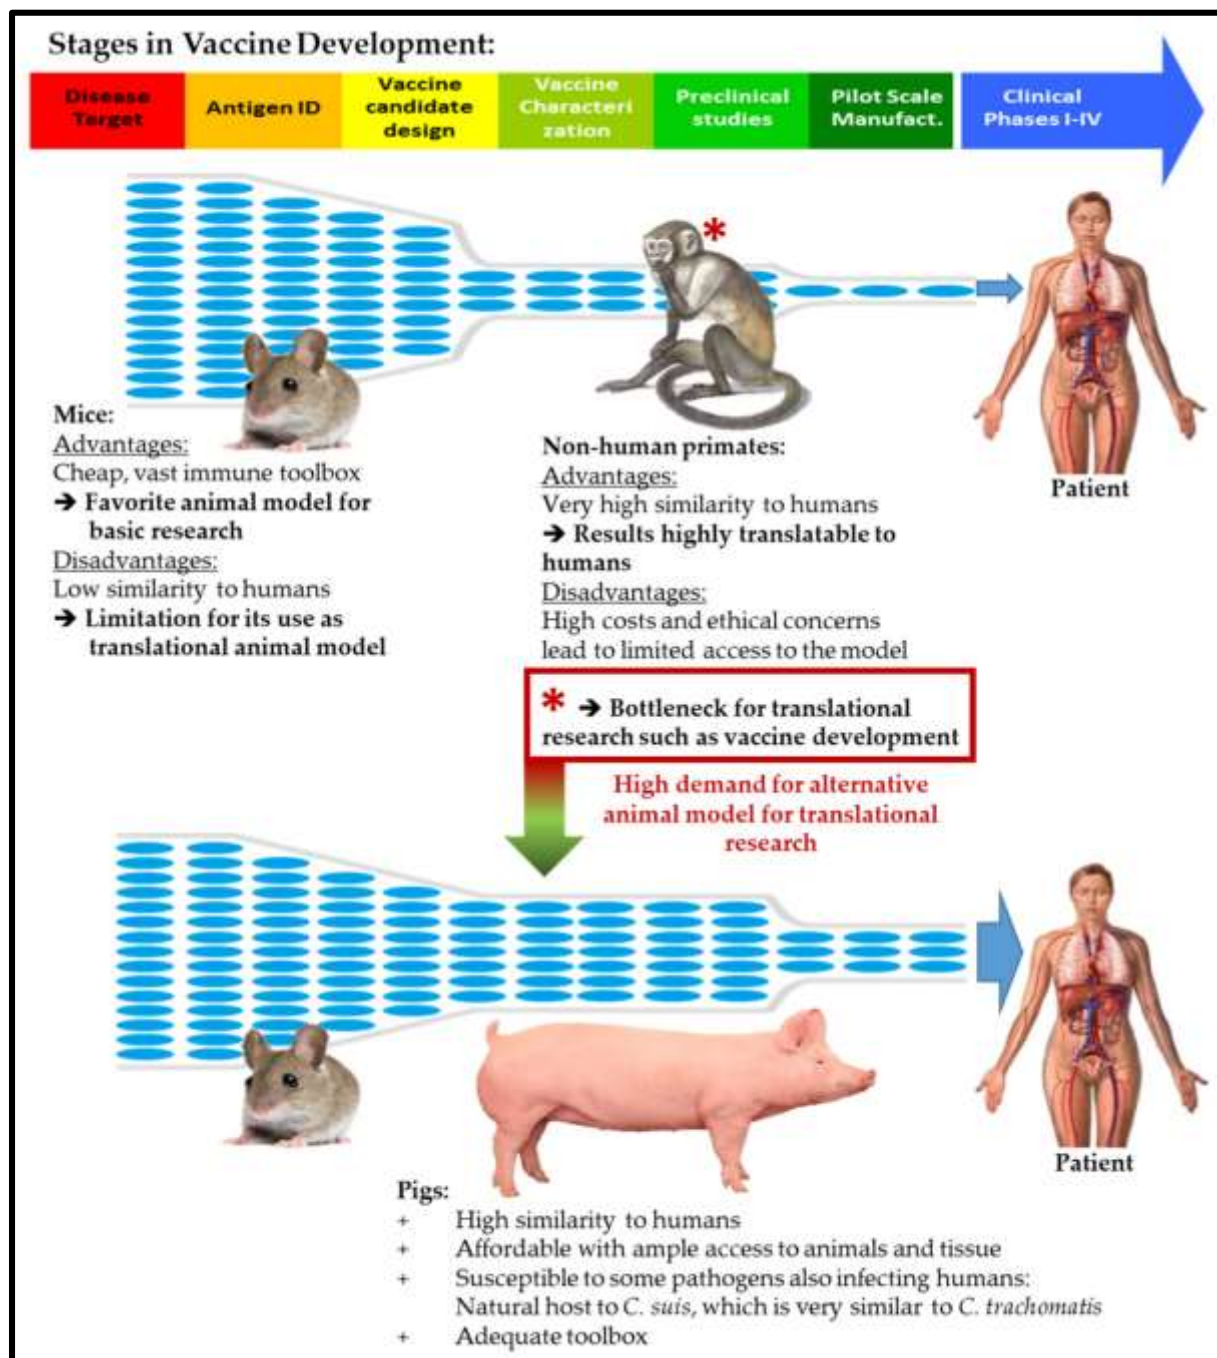 Stages in Vaccine Development:
Disease
Terget
Antigen ID
Vaccine
candidate
design
Vaccine
Characteri
zation
Preclinical
studies
Pilot Scale
Manufact.
Clinical
Phases I-IV
*
Mice:
Advantages:
Cheap, vast immune toolbox
➔ Favorite animal model for
basic research
Disadvantages:
Low similarity to humans
➔ Limitation for its use as
translational animal model
Non-human primates:
Advantages:
Very high similarity to humans
➔ Results highly translatable to
humans
Disadvantages:
High costs and ethical concerns
lead to limited access to the model
Patient
* ➔ Bottleneck for translational
research such as vaccine development
High demand for alternative
animal model for translational
research
Patient
Pigs:
+ High similarity to humans
+ Affordable with ample access to animals and tissue
+ Susceptible to some pathogens also infecting humans:
Natural host to C. suis, which is very similar to C. trachomatis
+ Adequate toolbox